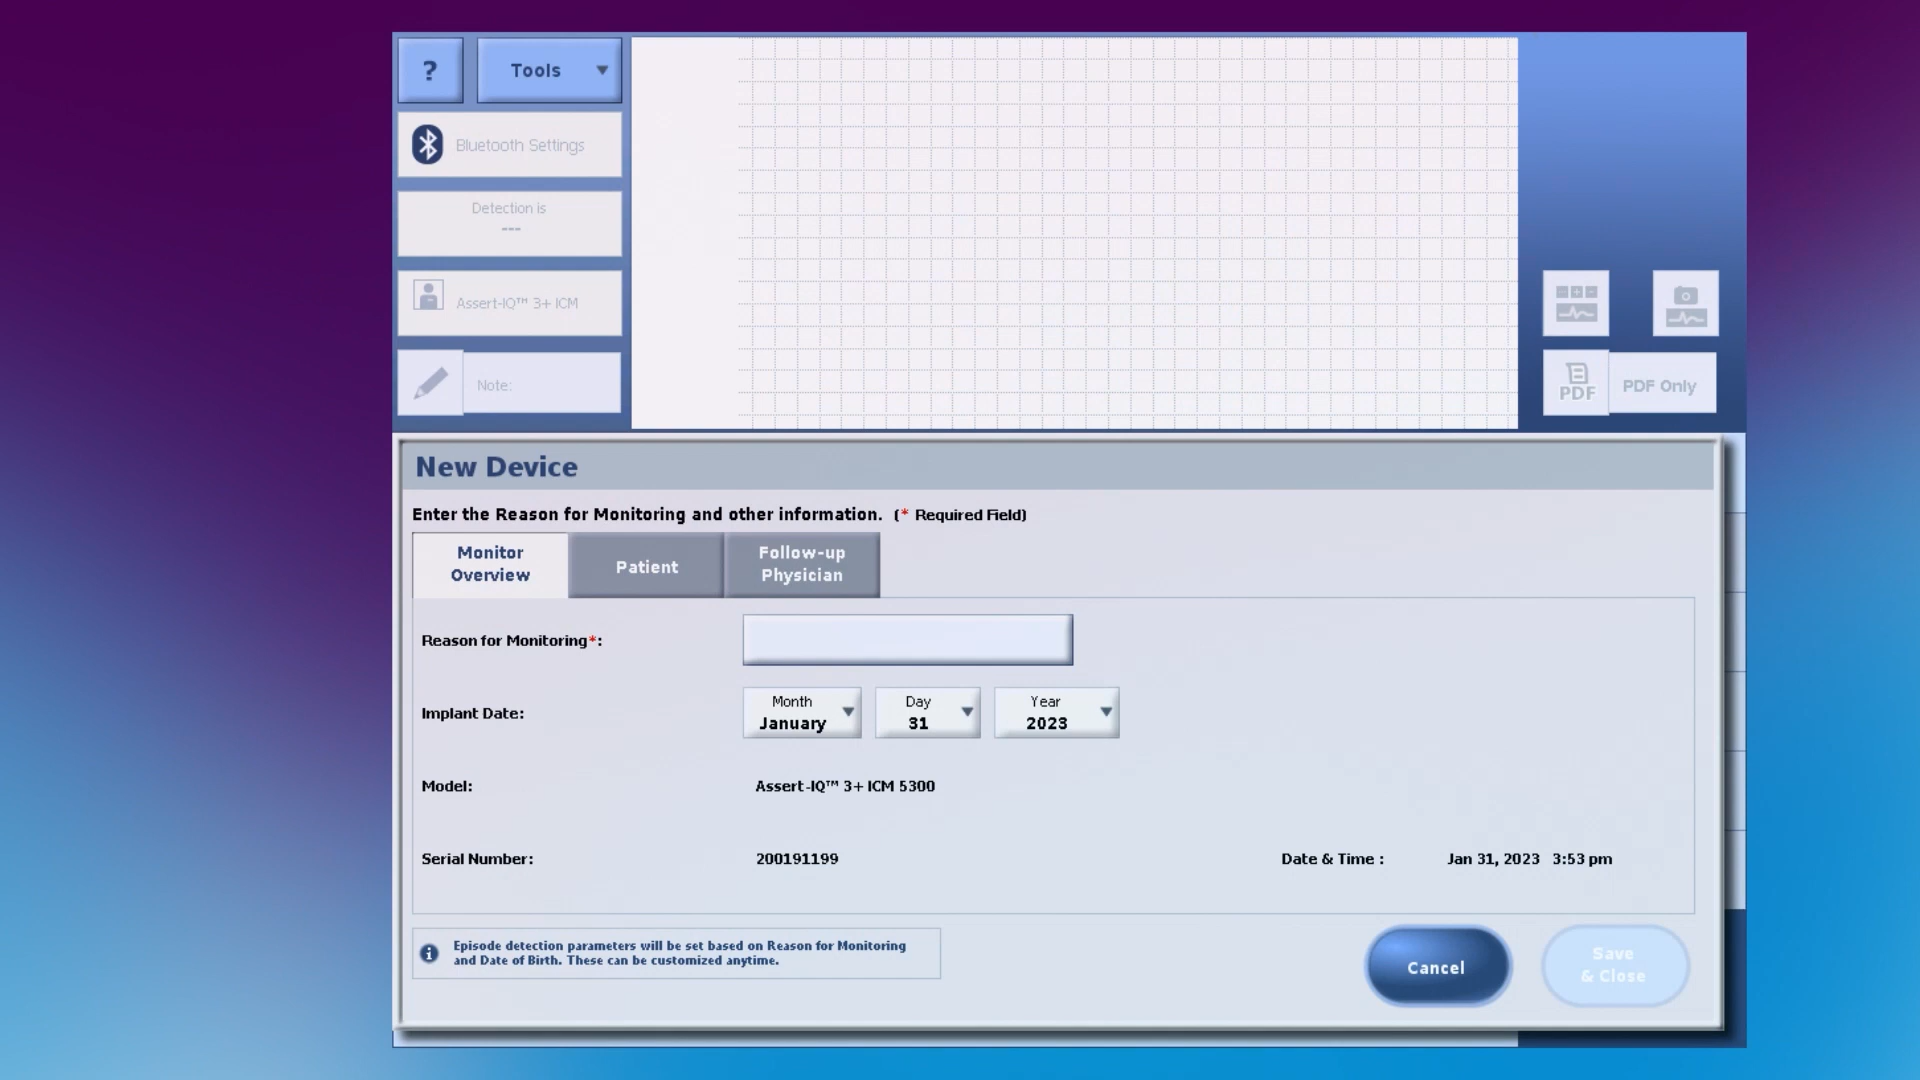 ?
Tools
Bluetooth Settings
Detection is
---
Assert-IQ™ 3+ ICM
Note:
PDF
PDF Only
New Device
Enter the Reason for Monitoring and other information. (* Required Field)
Monitor
Overview
Patient
Follow-up
Physician
Reason for Monitoring*:
Implant Date:
Month
January
Day
31
Year
2023
Model:
Assert-IQ™ 3+ ICM 5300
Serial Number:
200191199
Date & Time :
Jan 31, 2023 3:53 pm
Episode detection parameters will be set based on Reason for Monitoring
and Date of Birth. These can be customized anytime.
Cancel
Save
& Close